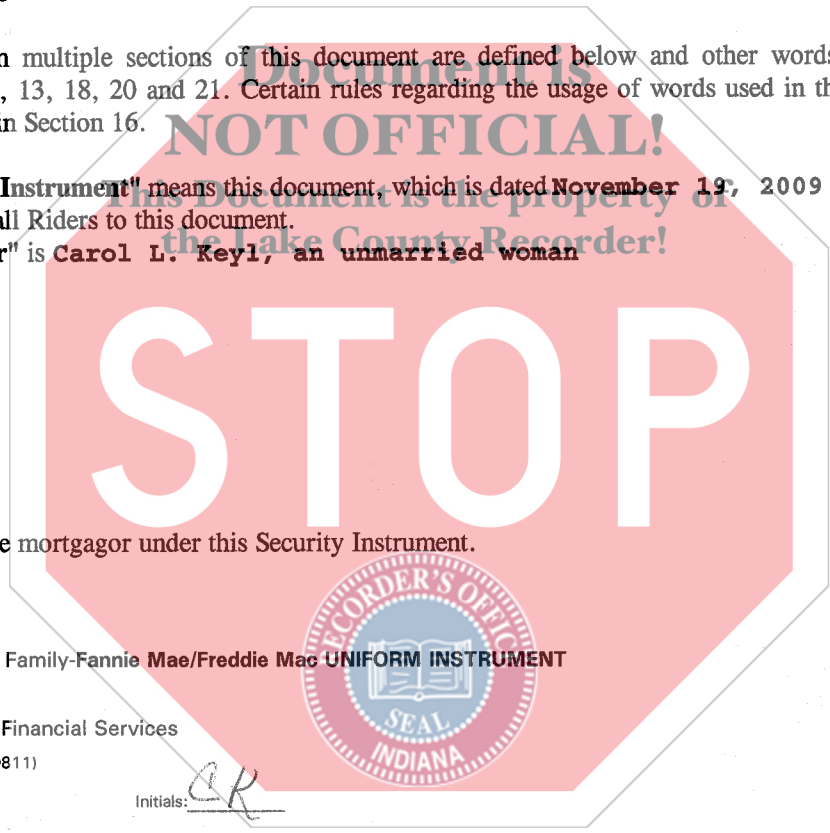 n multiple sections of this document are defined below and other words
Document is
, 13, 18, 20 and 21. Certain rules regarding the usage of words used in th
in Section 16.
NOT OFFICIAL!
Instrument" means this document, which is dated November 19, 2009
This Document is the property of
all Riders to this document.
the Lake County Recorder!
r" is Carol L. Keyl, an unmarried woman
STOP
e mortgagor under this Security Instrument.
RECORDER'S OFFICE
Family-Fannie Mae/Freddie Mac UNIFORM INSTRUMENT
SEAL
Financial Services
INDIANA
811)
Initials: CK